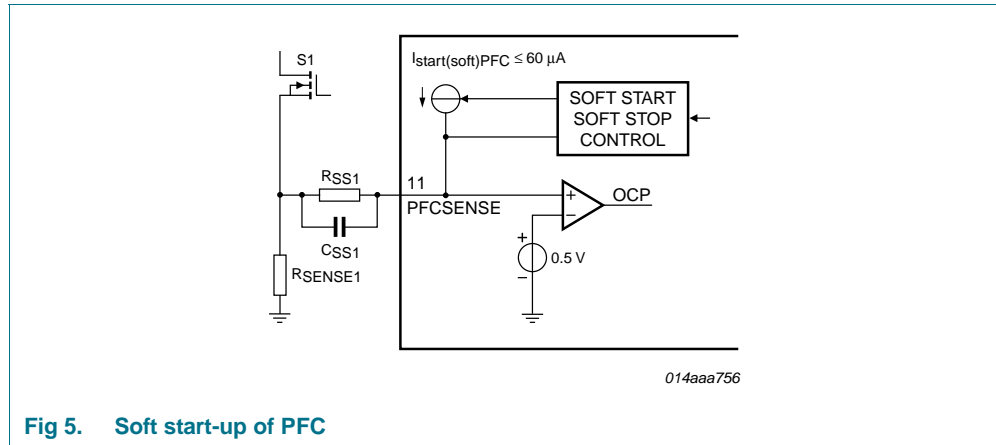 S1
Istart(soft)PFC ≤ 60 μA
SOFT START
SOFT STOP
CONTROL
RSS1
11
PFCSENSE
CSS1
RSENSE1
+
−
OCP
+
−
0.5 V
014aaa756
Fig 5. Soft start-up of PFC